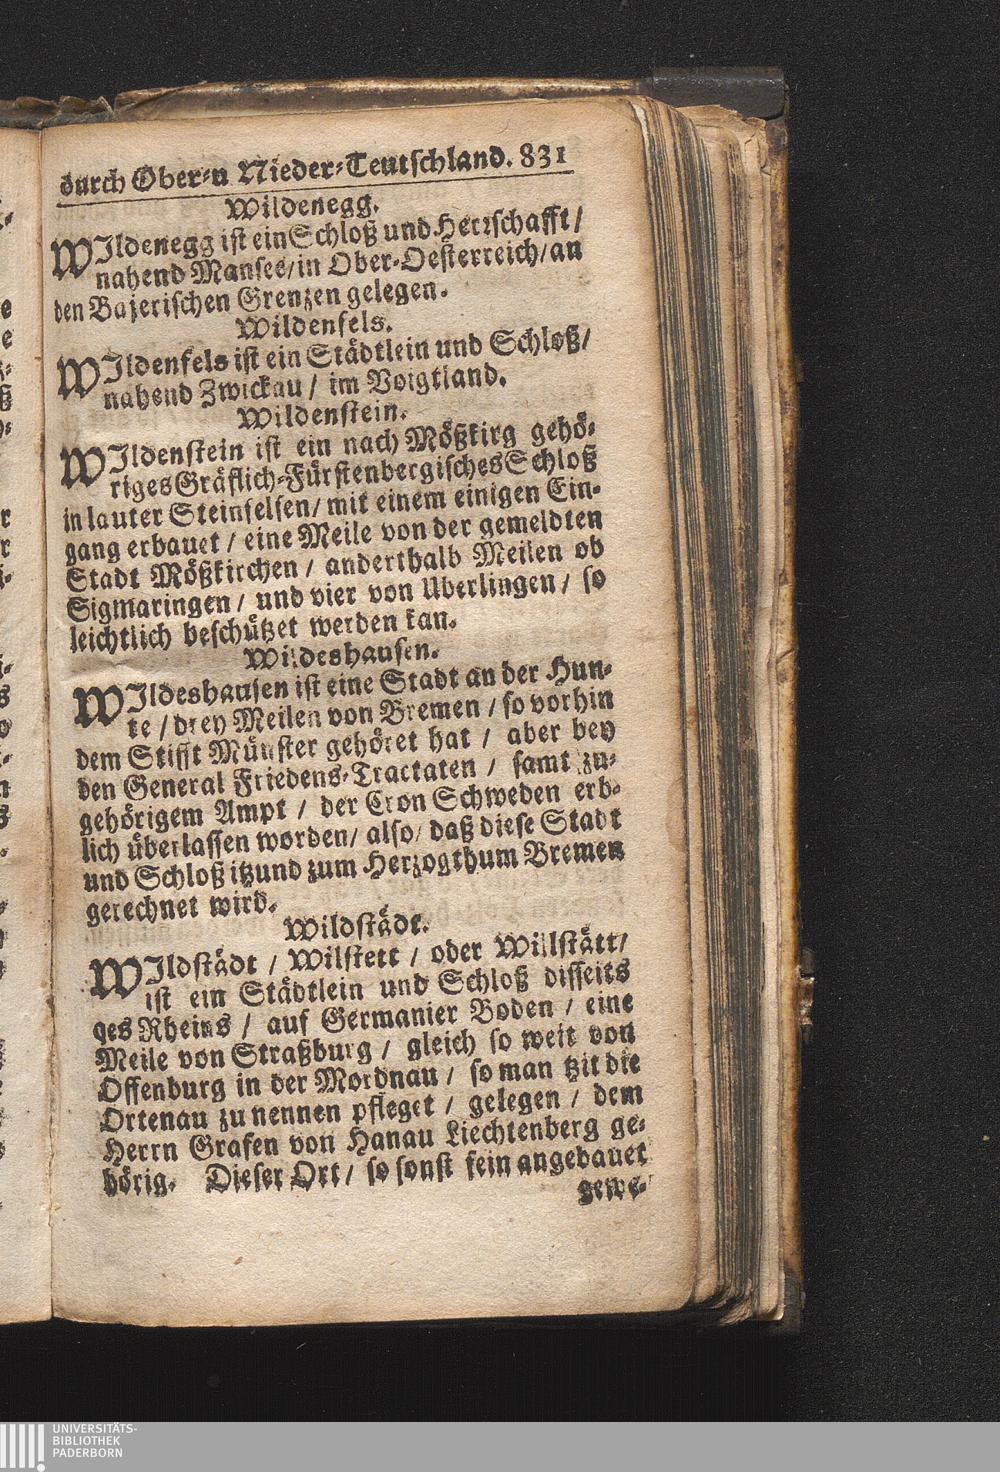 durch Ober-u Nieder-Teutschland. 831
Wildenegg.
WIldenegg ist ein Schloß und Herrschafft/
nahend Mansee/in Ober-Oesterreich/an
den Bajerischen Grenzen gelegen.
Wildenfels.
WIldenfels ist ein Städtlein und Schloß/
nahend Zwickau / im Voigtland.
Wildenstein.
WIldenstein ist ein nach Mößkirg gehö-
riges Gräflich-Fürstenbergisches Schloß
in lauter Steinfelsen/ mit einem einigen Ein-
gang erbauet / eine Meile von der gemeldten
Stadt Mößkirchen / anderthalb Meilen ob
Sigmaringen / und vier von Uberlingen / so
leichtlich beschützet werden kan.
Wildeshausen.
WIldeshausen ist eine Stadt an der Hun-
te / drey Meilen von Bremen / so vorhin
dem Stifft Münster gehöret hat / aber bey
den General Friedens-Tractaten / samt zu-
gehörigem Ampt / der Cron Schweden erb-
lich überlassen worden/ also/ daß diese Stadt
und Schloß itzund zum Herzogthum Bremen
gerechnet wird.
Wildstädt.
WIldstädt / Wilstett / oder Willstätt/
ist ein Städtlein und Schloß disseits
ges Rheins / auf Germanier Boden / eine
Meile von Straßburg / gleich so weit von
Offenburg in der Mordnau / so man tzit die
Ortenau zu nennen pfleget / gelegen / dem
Herrn Grafen von Hanau Liechtenberg ge-
hörig. Dieser Ort / so sonst fein angebauet
gewe-
UNIVERSITÄTS-
BIBLIOTHEK
PADERBORN